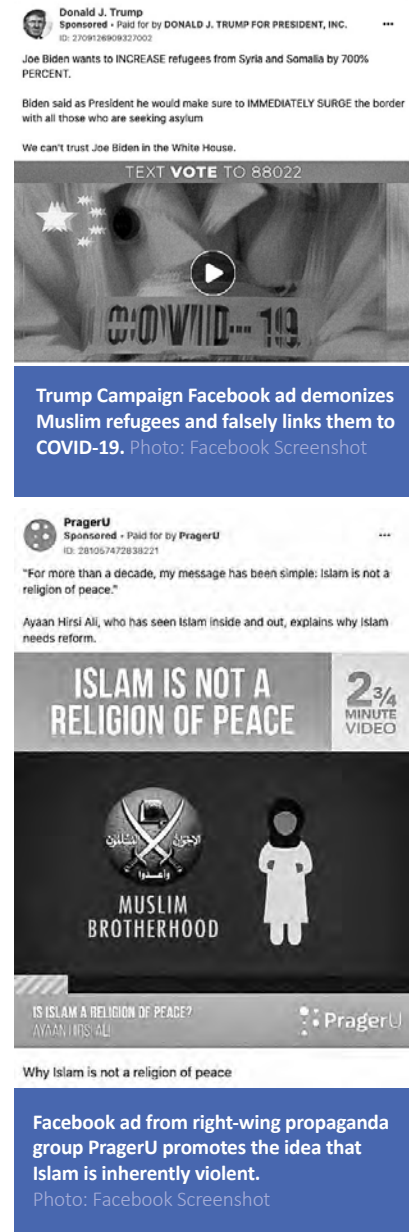 Donald J. Trump
Sponsored • Paid for by DONALD J. TRUMP FOR PRESIDENT, INC.
ID: 2709126909327002
Joe Biden wants to INCREASE refugees from Syria and Somalia by 700%
PERCENT.
Biden said as President he would make sure to IMMEDIATELY SURGE the border
with all those who are seeking asylum
We can't trust Joe Biden in the White House.
TEXT VOTE TO 88022
Trump Campaign Facebook ad demonizes
Muslim refugees and falsely links them to
COVID-19. Photo: Facebook Screenshot
PragerU
Sponsored • Paid for by PragerU
ID: 281057472838221
"For more than a decade, my message has been simple: Islam is not a
religion of peace."
Ayaan Hirsi Ali, who has seen Islam inside and out, explains why Islam
needs reform.
ISLAM IS NOT A
RELIGION OF PEACE
2 3/4
MINUTE
VIDEO
الإخوان المسلمون
وأعدوا
MUSLIM
BROTHERHOOD
IS ISLAM A RELIGION OF PEACE?
AYAAN HIRSI ALI
PragerU
Why Islam is not a religion of peace
Facebook ad from right-wing propaganda
group PragerU promotes the idea that
Islam is inherently violent.
Photo: Facebook Screenshot